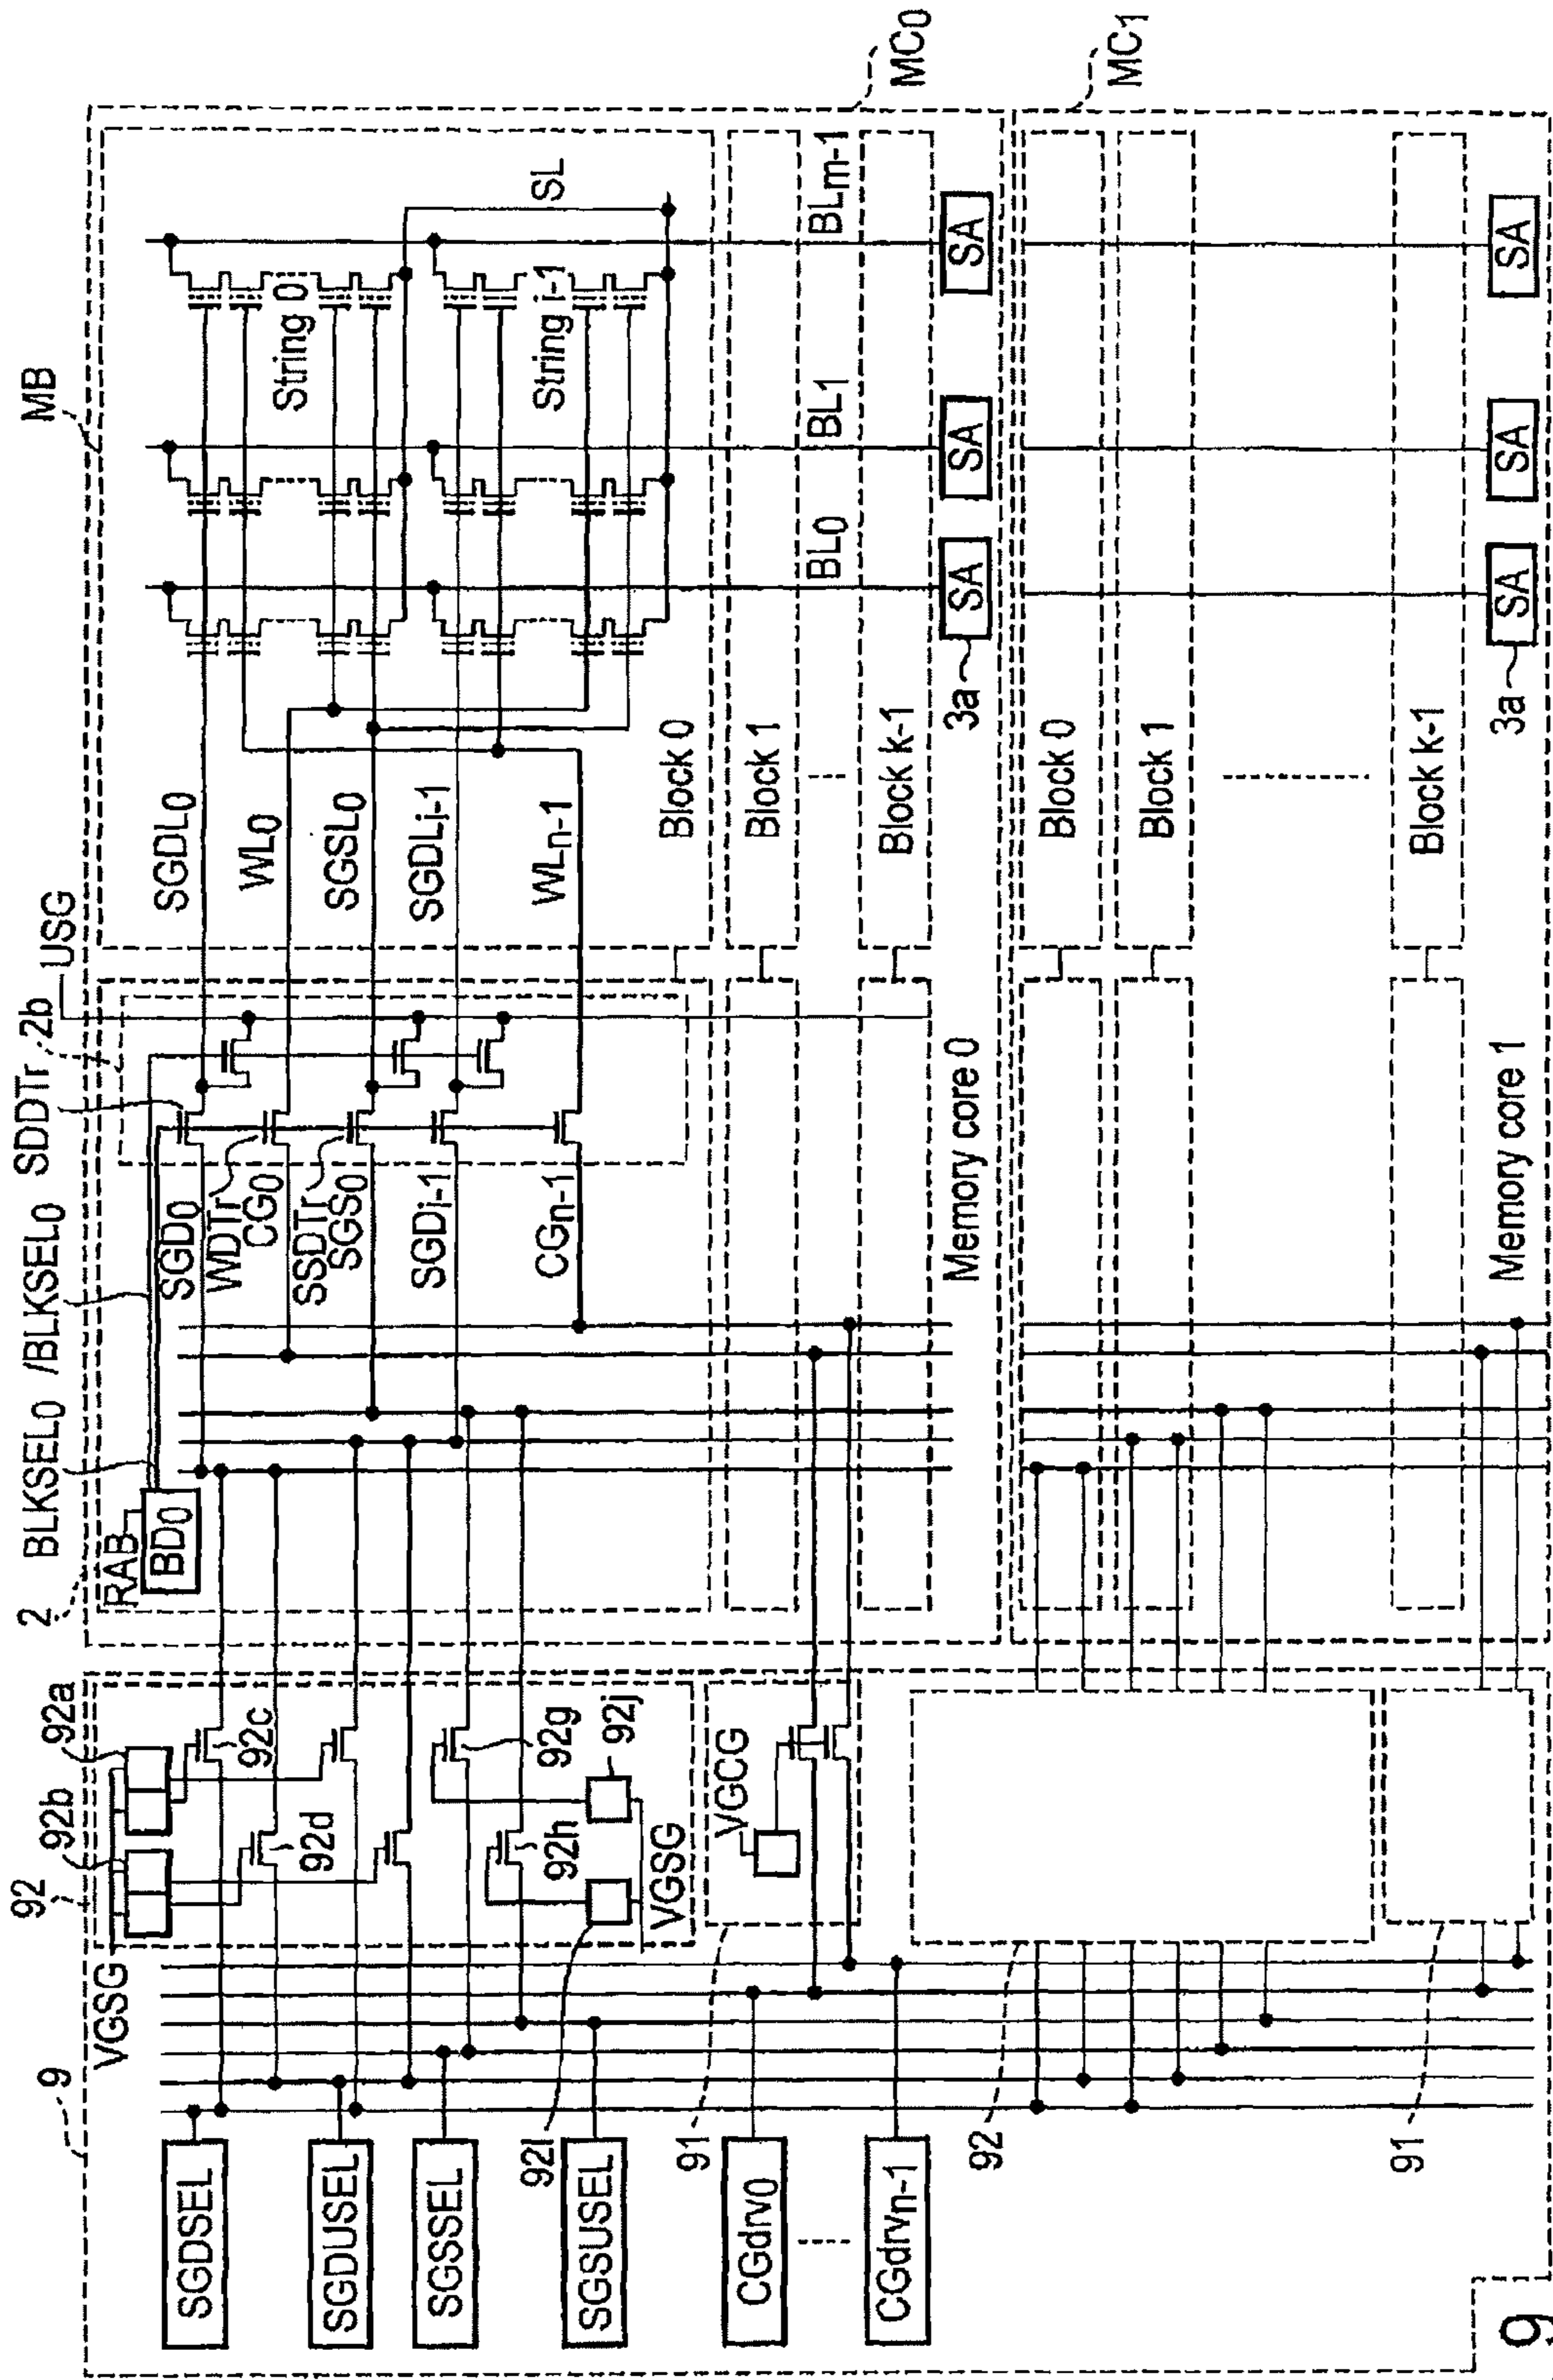 MC0
MC1
MB
SL
String 0
String i-1
BLm-1
BL1
BL0
SA
SA
SA
3a
SA
SA
SA
3a
SGDL0
WL0
SGSL0
SGDLi-1
WLn-1
Block 0
Block 1
Block k-1
Block 0
Block 1
Block k-1
USG
2b
SDDTr
/BLKSEL0
BLKSEL0
2
RAB
BD0
SGD0
WDTr
CG0
SSDTr
SGS0
SGDi-1
CGn-1
Memory core 0
Memory core 1
92a
92b
92
92c
92d
92g
92h
92j
92i
VGSG
VGSG
VGCG
91
92
91
9
SGDSEL
SGDUSEL
SGSSEL
SGSUSEL
CGdrv0
CGdrvn-1
9